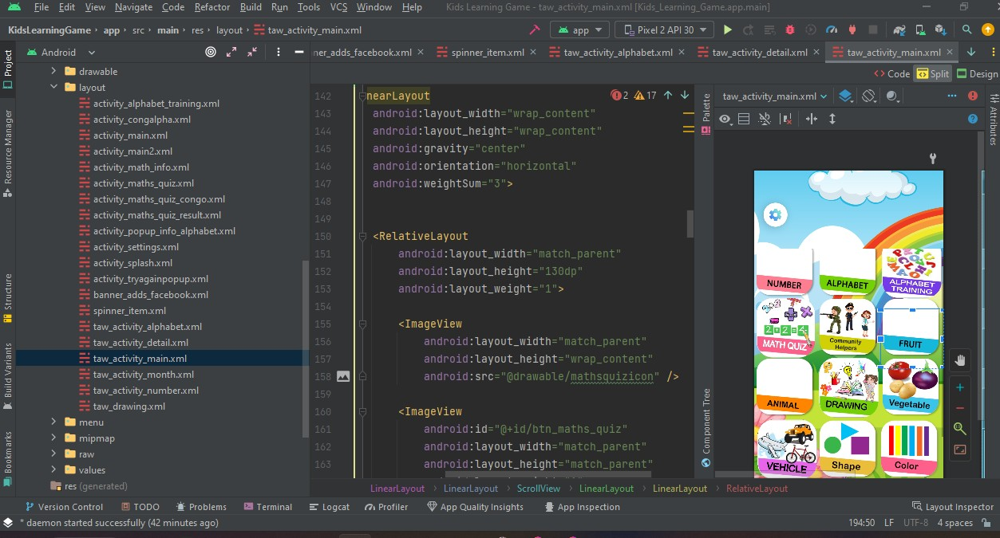 File Edit View Navigate Code Refactor Build Run Tools VCS Window Help Kids Learning Game - taw_activity_main.xml [Kids_Learning_Game.app.main]
KidsLearningGame app src main res layout taw_activity_main.xml app Pixel 2 API 30
Project
Resource Manager
Structure
Build Variants
Bookmarks
Android
drawable
layout
activity_alphabet_training.xml
activity_congalpha.xml
activity_main.xml
activity_main2.xml
activity_math_info.xml
activity_maths_quiz.xml
activity_maths_quiz_congo.xml
activity_maths_quiz_result.xml
activity_popup_info_alphabet.xml
activity_settings.xml
activity_splash.xml
activity_tryagainpopup.xml
banner_adds_facebook.xml
spinner_item.xml
taw_activity_alphabet.xml
taw_activity_detail.xml
taw_activity_main.xml
taw_activity_month.xml
taw_activity_number.xml
taw_drawing.xml
menu
mipmap
raw
values
res (generated)
ner_adds_facebook.xml spinner_item.xml taw_activity_alphabet.xml taw_activity_detail.xml taw_activity_main.xml
Code Split Design
2 17
142 nearLayout
143 android:layout_width="wrap_content"
144 android:layout_height="wrap_content"
145 android:gravity="center"
146 android:orientation="horizontal"
147 android:weightSum="3">
148
149
150 <RelativeLayout
151 android:layout_width="match_parent"
152 android:layout_height="130dp"
153 android:layout_weight="1">
154
155 <ImageView
156 android:layout_width="match_parent"
157 android:layout_height="wrap_content"
158 android:src="@drawable/mathsquizicon" />
159
160 <ImageView
161 android:id="@+id/btn_maths_quiz"
162 android:layout_width="match_parent"
163 android:layout_height="match_parent"
LinearLayout LinearLayout ScrollView LinearLayout LinearLayout RelativeLayout
Palette
Component Tree
taw_activity_main.xml
Attributes
NUMBER ALPHABET ALPHABET
TRAINING
2+2=4
MATH QUIZ Community
Helpers FRUIT
ANIMAL DRAWING Vegetable
VEHICLE Shape Color
Version Control TODO Problems Terminal Logcat Profiler App Quality Insights App Inspection Layout Inspector
* daemon started successfully (42 minutes ago) 194:50 LF UTF-8 4 spaces